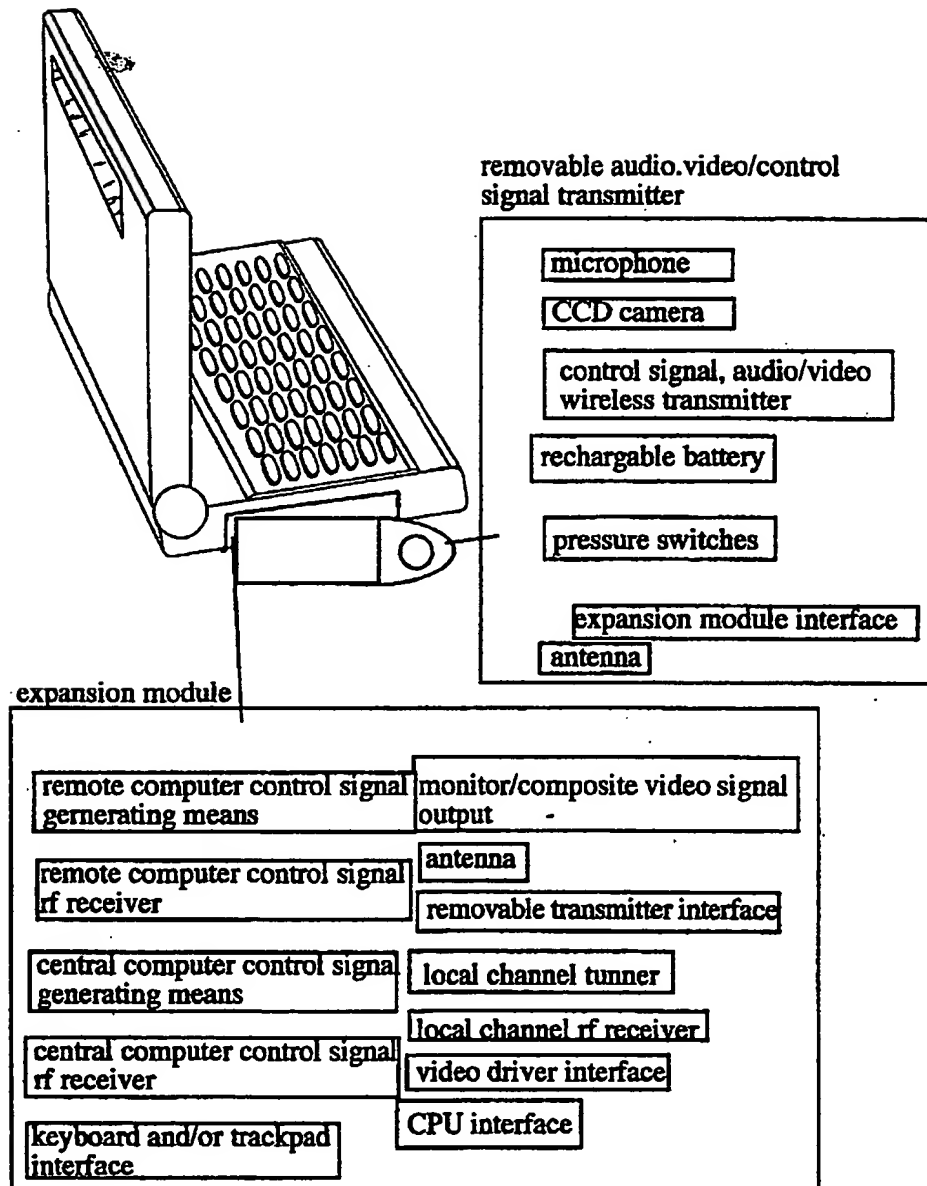 removable audio.video/control
signal transmitter
microphone
CCD camera
control signal, audio/video
wireless transmitter
rechargable battery
pressure switches
expansion module interface
antenna
expansion module
remote computer control signal
gernerating means
remote computer control signal
rf receiver
central computer control signal
generating means
central computer control signal
rf receiver
keyboard and/or trackpad
interface
monitor/composite video signal
output
antenna
removable transmitter interface
local channel tunner
local channel rf receiver
video driver interface
CPU interface